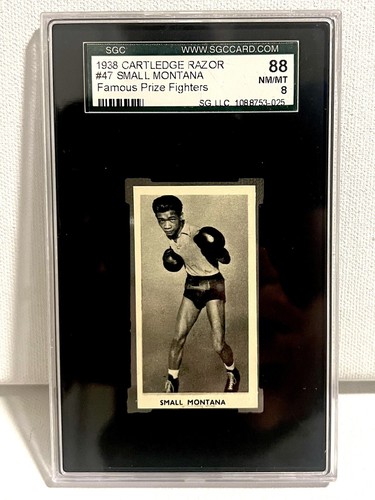 SGC WWW.SGCCARD.COM
1938 CARTLEDGE RAZOR 88
#47 SMALL MONTANA NM/MT
Famous Prize Fighters 8
SG LLC 1088753-025
SMALL MONTANA